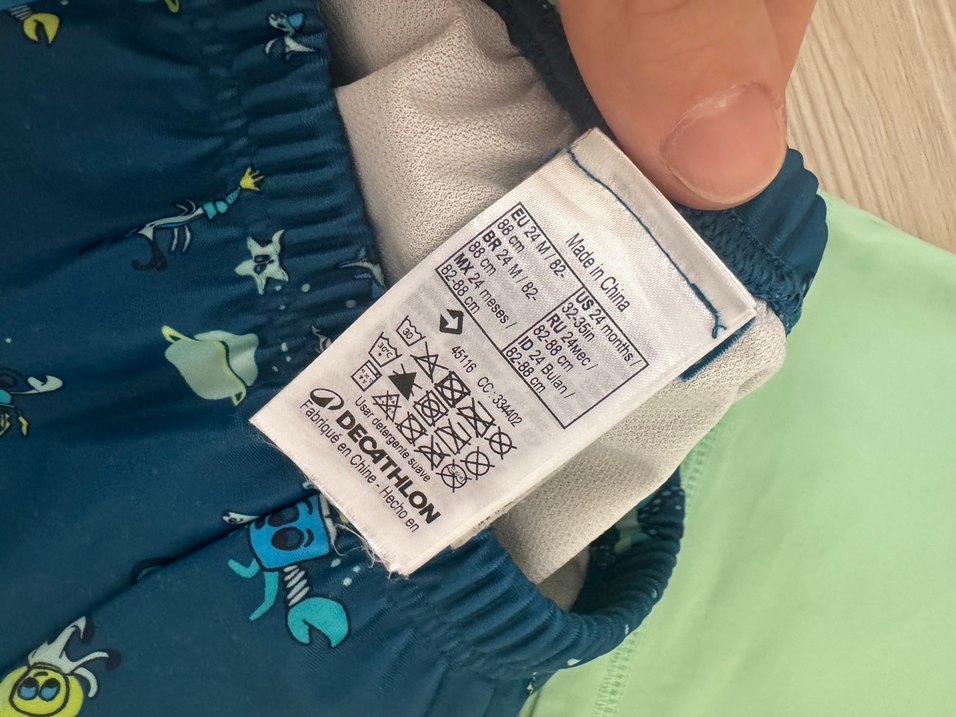 Made in China
EU 24 M / 82-
88 cm
BR 24 M / 82-
88 cm
MX 24 meses /
82-88 cm
US 24 months /
32-35in
RU 24мес /
82-88 cm
ID 24 Bulan /
82-88 cm
45116 CC - 334402
30
30°C
Usar detergente suave
DECATHLON
Fabriqué en Chine - Hecho en